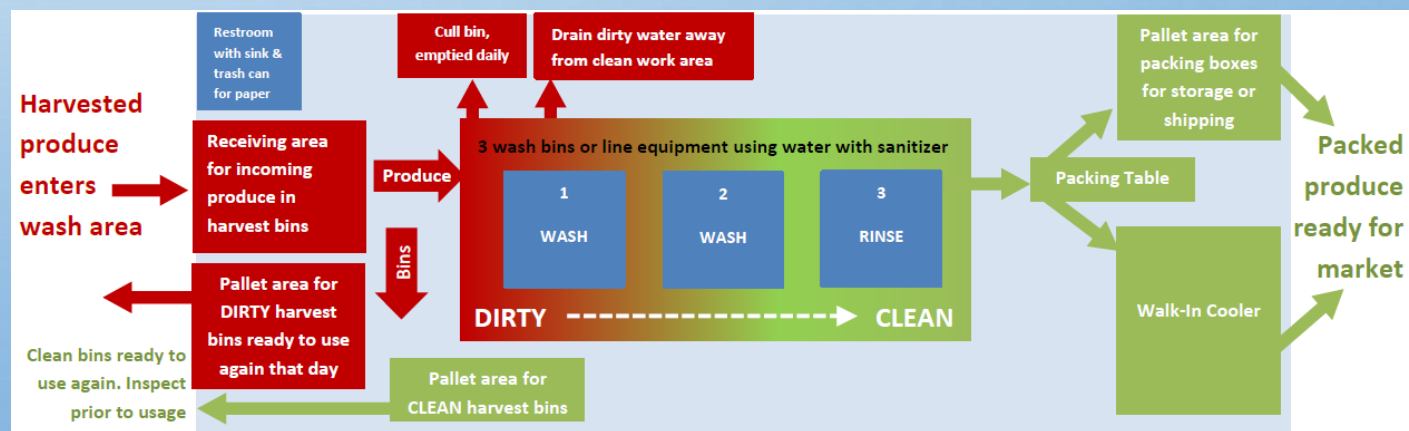 Harvested
produce
enters
wash area
Restroom
with sink &
trash can
for paper
Receiving area
for incoming
produce in
harvest bins
Pallet area for
DIRTY harvest
bins ready to use
again that day
Clean bins ready to
use again. Inspect
prior to usage
Produce
Bins
Cull bin,
emptied daily
Drain dirty water away
from clean work area
3 wash bins or line equipment using water with sanitizer
1
WASH
2
WASH
3
RINSE
DIRTY
CLEAN
Pallet area for
CLEAN harvest bins
Packing Table
Pallet area for
packing boxes
for storage or
shipping
Walk-In Cooler
Packed
produce
ready for
market